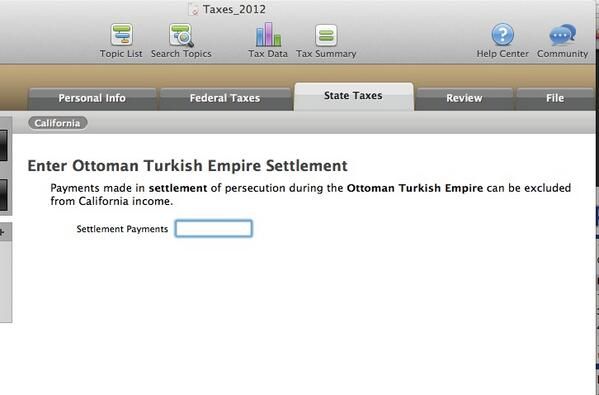 Taxes_2012
Topic List Search Topics Tax Data Tax Summary Help Center Community
Personal Info Federal Taxes State Taxes Review File
California
Enter Ottoman Turkish Empire Settlement
Payments made in settlement of persecution during the Ottoman Turkish Empire can be excluded
from California income.
Settlement Payments